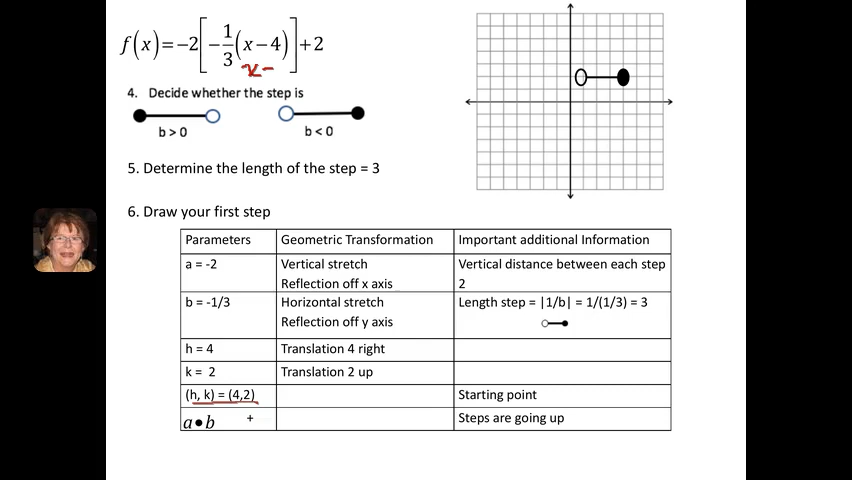 f(x)=−2[−1/3(x−4)]+2
x−
4. Decide whether the step is
b > 0 b < 0
5. Determine the length of the step = 3
6. Draw your first step
Parameters Geometric Transformation Important additional Information
a = -2 Vertical stretch Vertical distance between each step
Reflection off x axis 2
b = -1/3 Horizontal stretch Length step = |1/b| = 1/(1/3) = 3
Reflection off y axis
h = 4 Translation 4 right
k = 2 Translation 2 up
(h, k) = (4,2) Starting point
a•b + Steps are going up